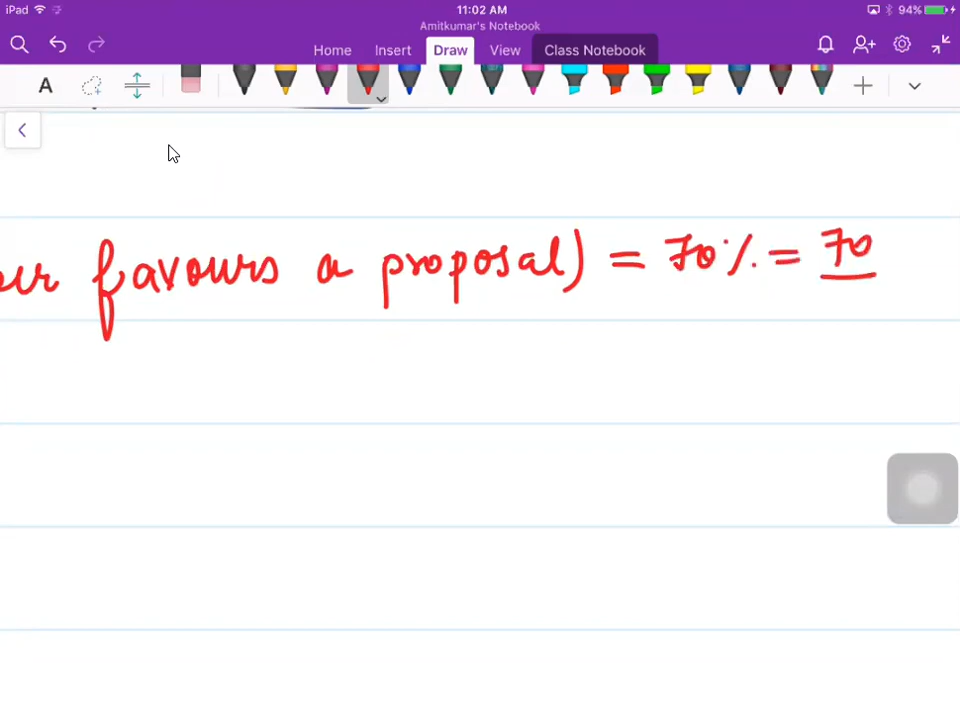 iPad 11:02 AM 94%
Amitkumar's Notebook
Home Insert Draw View Class Notebook
A
favours a proposal) = 70% = 70